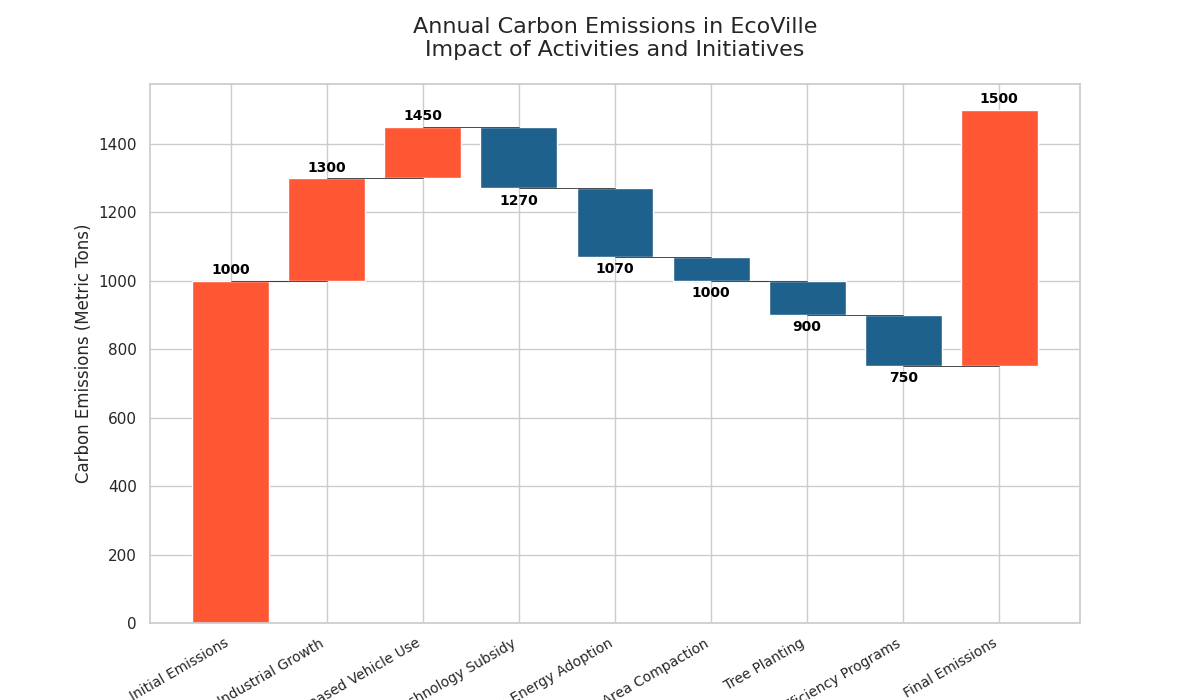 Annual Carbon Emissions in EcoVille
Impact of Activities and Initiatives
Carbon Emissions (Metric Tons)
1400
1200
1000
800
600
400
200
0
1000
1300
1450
1270
1070
1000
900
750
1500
Initial Emissions
Industrial Growth
Vehicle Use
Subsidy
Energy Adoption
Area Compaction
Tree Planting
Programs
Final Emissions